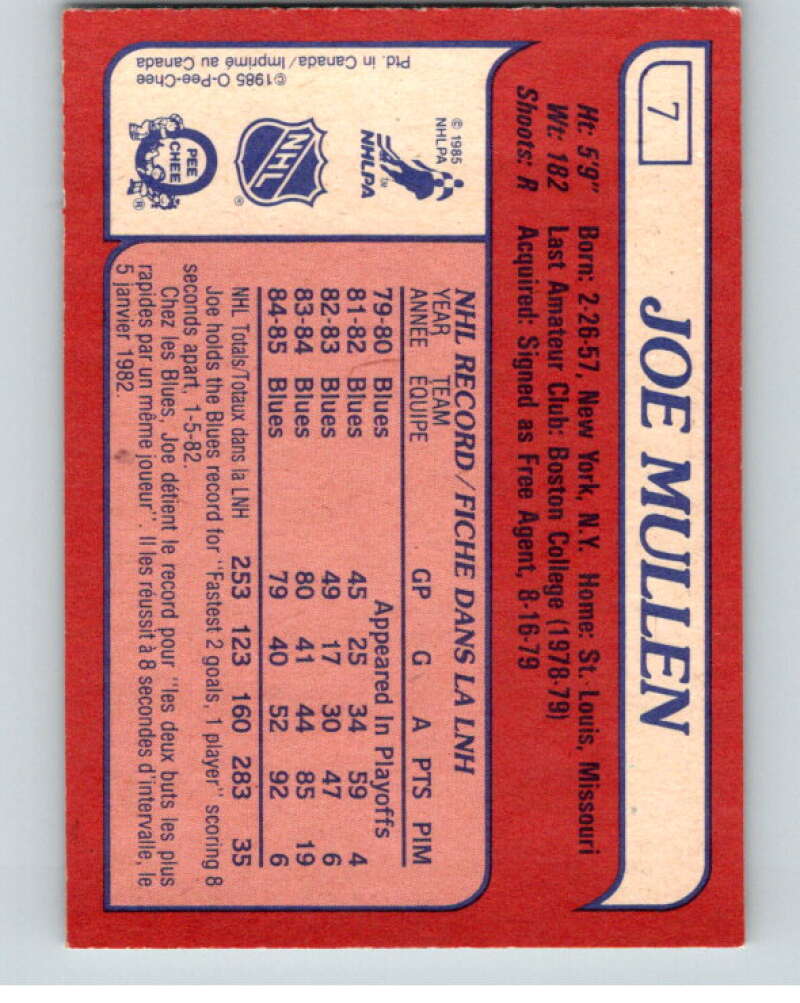 7
JOE MULLEN
Ht: 5'9" Born: 2-26-57, New York, N.Y. Home: St. Louis, Missouri
Wt: 182 Last Amateur Club: Boston College (1978-79)
Shoots: R Acquired: Signed as Free Agent, 8-16-79
© 1985
NHLPA
NHLPA
TM
NHL
®
O
PEE
CHEE
®
©1985 O-Pee-Chee
Ptd. in Canada/Imprimé au Canada
NHL RECORD/FICHE DANS LA LNH
YEAR TEAM
ANNÉE ÉQUIPE GP G A PTS PIM
79-80 Blues Appeared In Playoffs
81-82 Blues 45 25 34 59 4
82-83 Blues 49 17 30 47 6
83-84 Blues 80 41 44 85 19
84-85 Blues 79 40 52 92 6
NHL Totals/Totaux dans la LNH 253 123 160 283 35
Joe holds the Blues record for "Fastest 2 goals, 1 player" scoring 8
seconds apart, 1-5-82.
Chez les Blues, Joe détient le record pour "les deux buts les plus
rapides par un même joueur". Il les réussit à 8 secondes d'intervalle, le
5 janvier 1982.